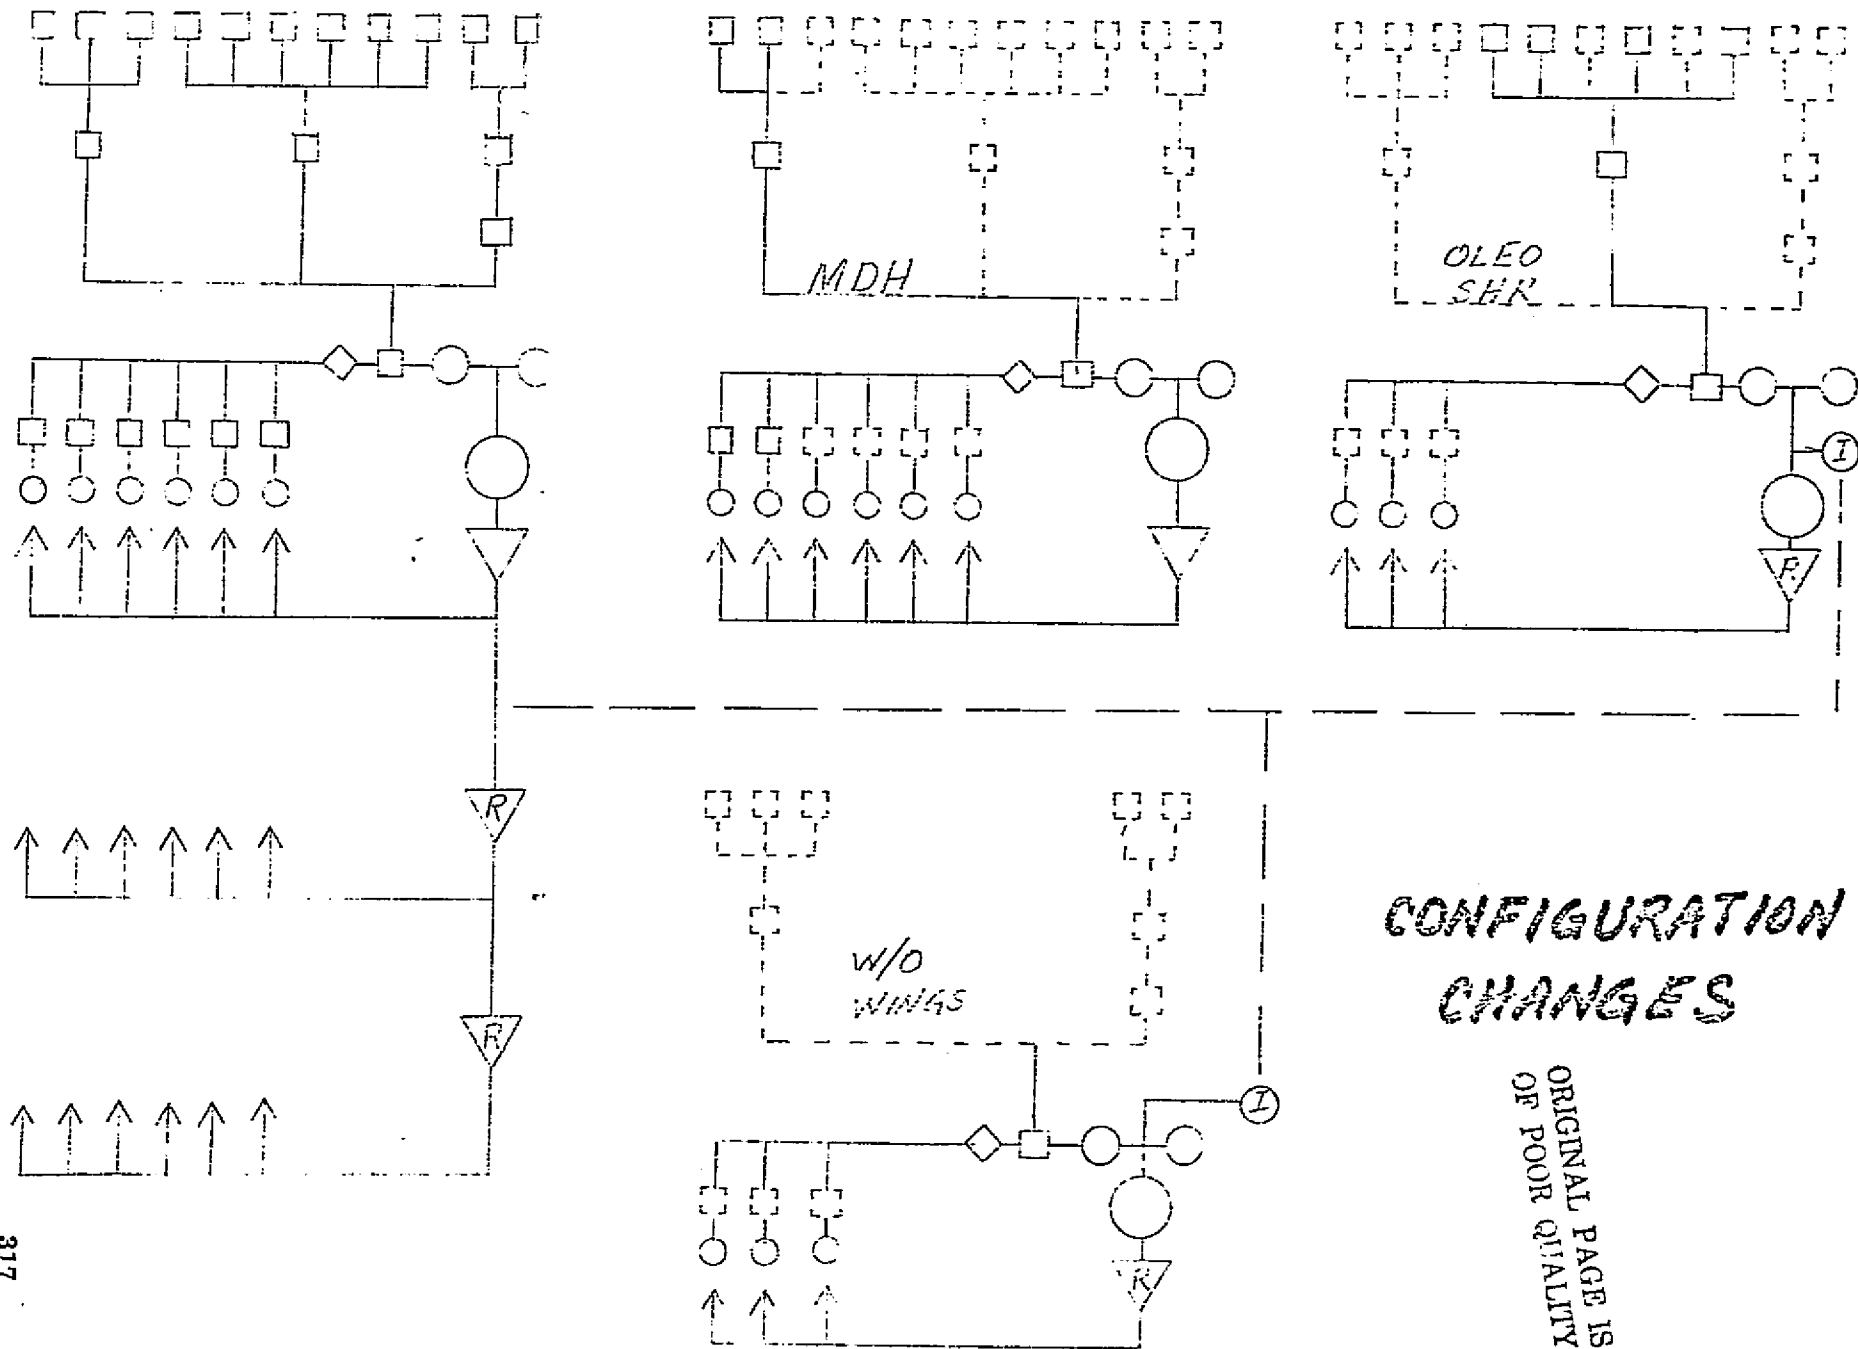 MDH
OLEO
SHR
I
R
R
R
W/O
WINGS
I
R
CONFIGURATION
CHANGES
ORIGINAL PAGE IS
OF POOR QUALITY
317